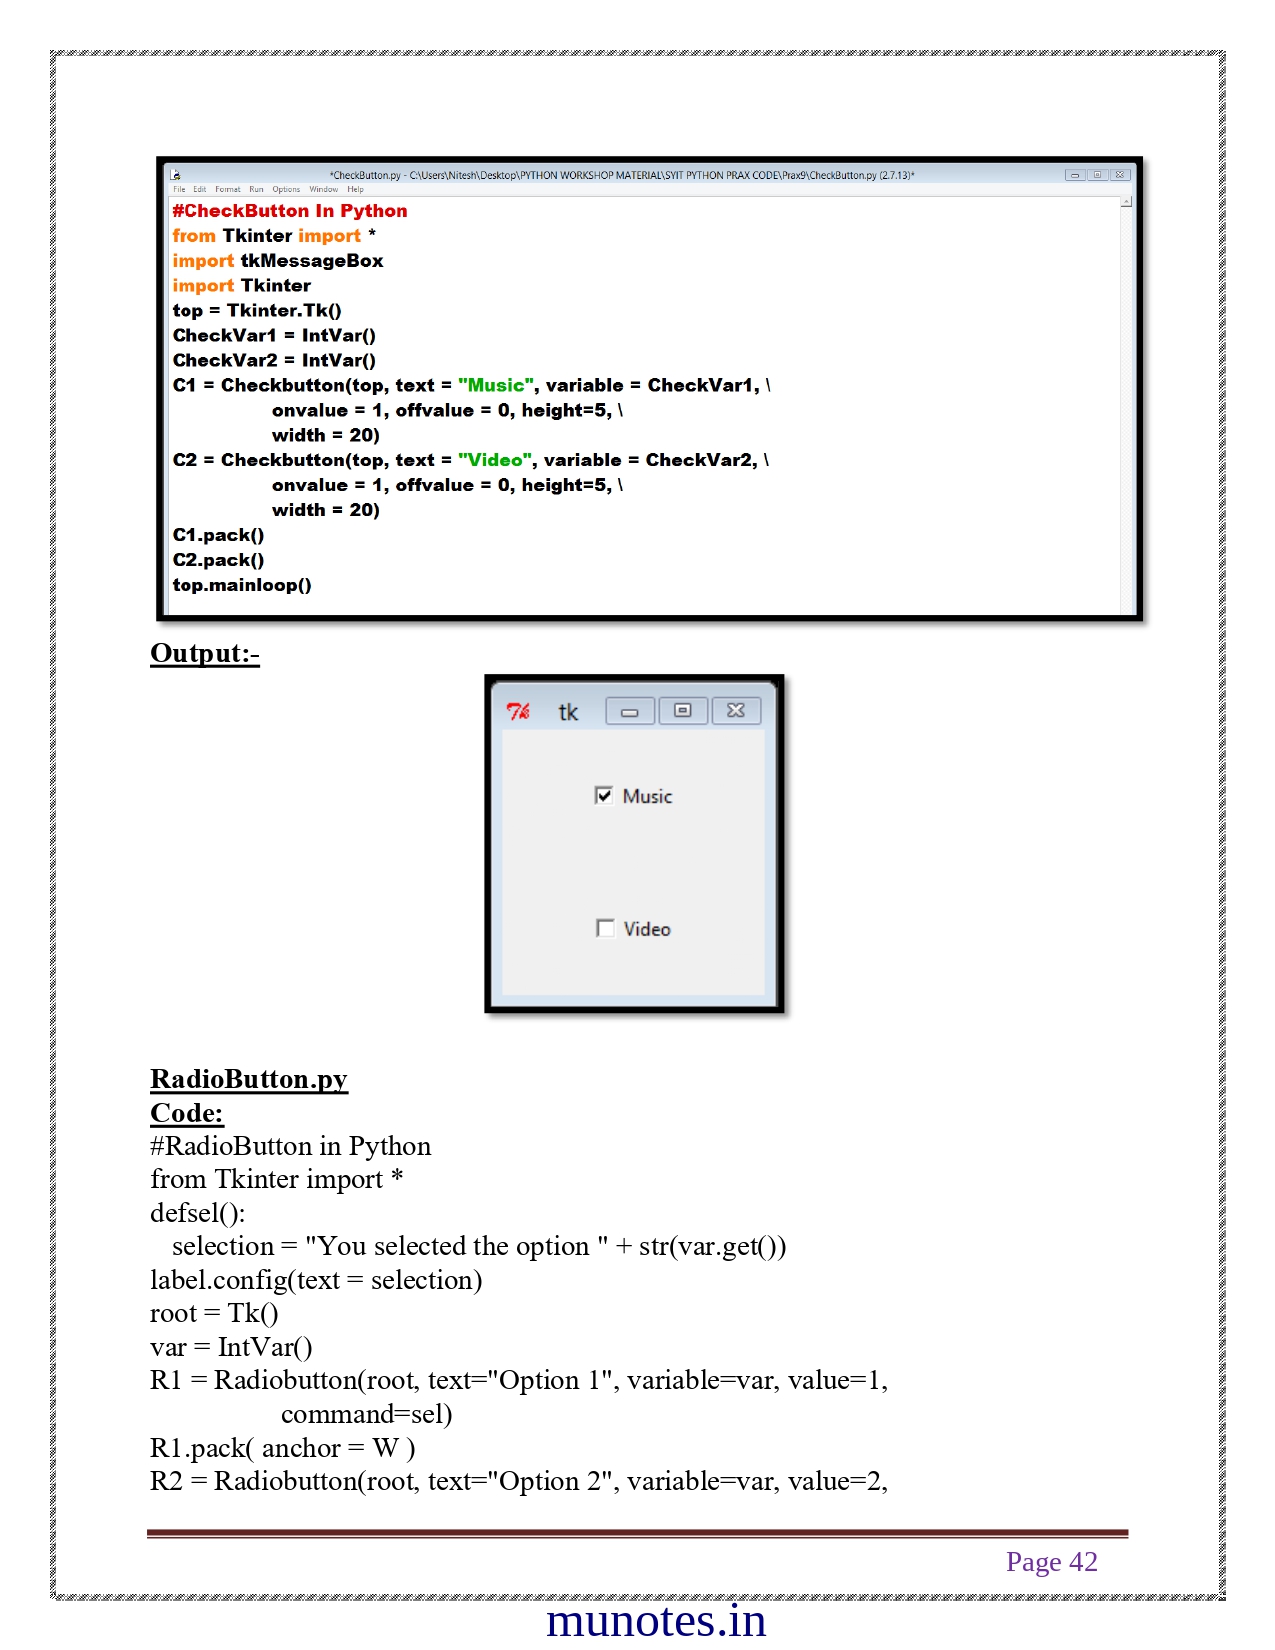 *CheckButton.py - C:\Users\Nitesh\Desktop\PYTHON WORKSHOP MATERIAL\SYIT PYTHON PRAX CODE\Prax9\CheckButton.py (2.7.13)*
File Edit Format Run Options Window Help
#CheckButton In Python
from Tkinter import *
import tkMessageBox
import Tkinter
top = Tkinter.Tk()
CheckVar1 = IntVar()
CheckVar2 = IntVar()
C1 = Checkbutton(top, text = "Music", variable = CheckVar1, \
onvalue = 1, offvalue = 0, height=5, \
width = 20)
C2 = Checkbutton(top, text = "Video", variable = CheckVar2, \
onvalue = 1, offvalue = 0, height=5, \
width = 20)
C1.pack()
C2.pack()
top.mainloop()
Output:-
tk
Music
Video
RadioButton.py
Code:
#RadioButton in Python
from Tkinter import *
defsel():
selection = "You selected the option " + str(var.get())
label.config(text = selection)
root = Tk()
var = IntVar()
R1 = Radiobutton(root, text="Option 1", variable=var, value=1,
command=sel)
R1.pack( anchor = W )
R2 = Radiobutton(root, text="Option 2", variable=var, value=2,
Page 42
munotes.in